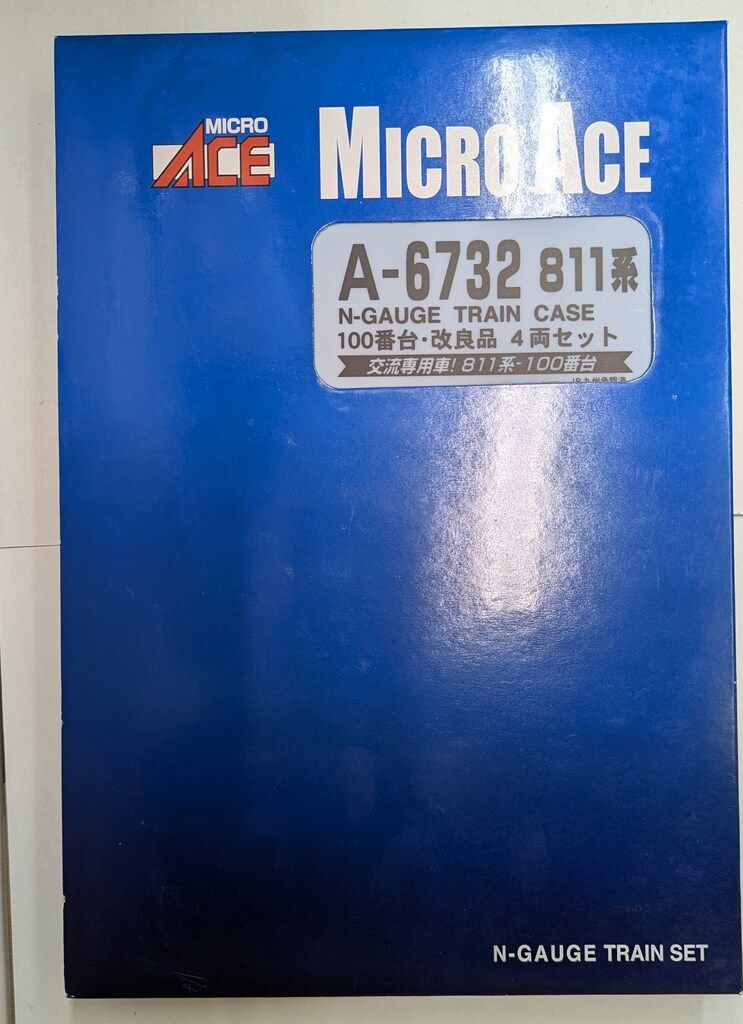 MICRO
ACE
MICRO ACE
A-6732 811系
N-GAUGE TRAIN CASE
100番台・改良品 4両セット
交流専用車!811系-100番台
N-GAUGE TRAIN SET